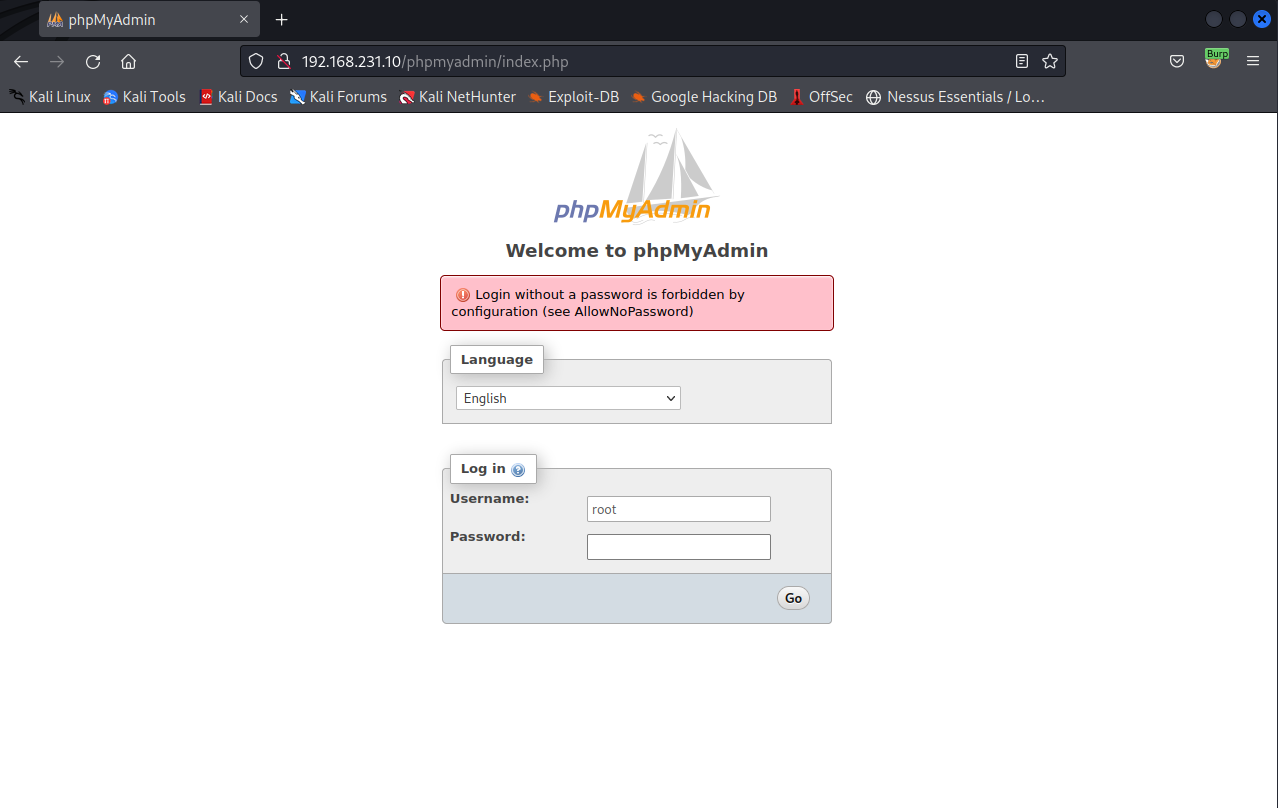 phpMyAdmin
192.168.231.10/phpmyadmin/index.php
Burp
Kali Linux Kali Tools Kali Docs Kali Forums Kali NetHunter Exploit-DB Google Hacking DB OffSec Nessus Essentials / Lo…
phpMyAdmin
Welcome to phpMyAdmin
Login without a password is forbidden by
configuration (see AllowNoPassword)
Language
English
Log in
Username:
root
Password:
Go